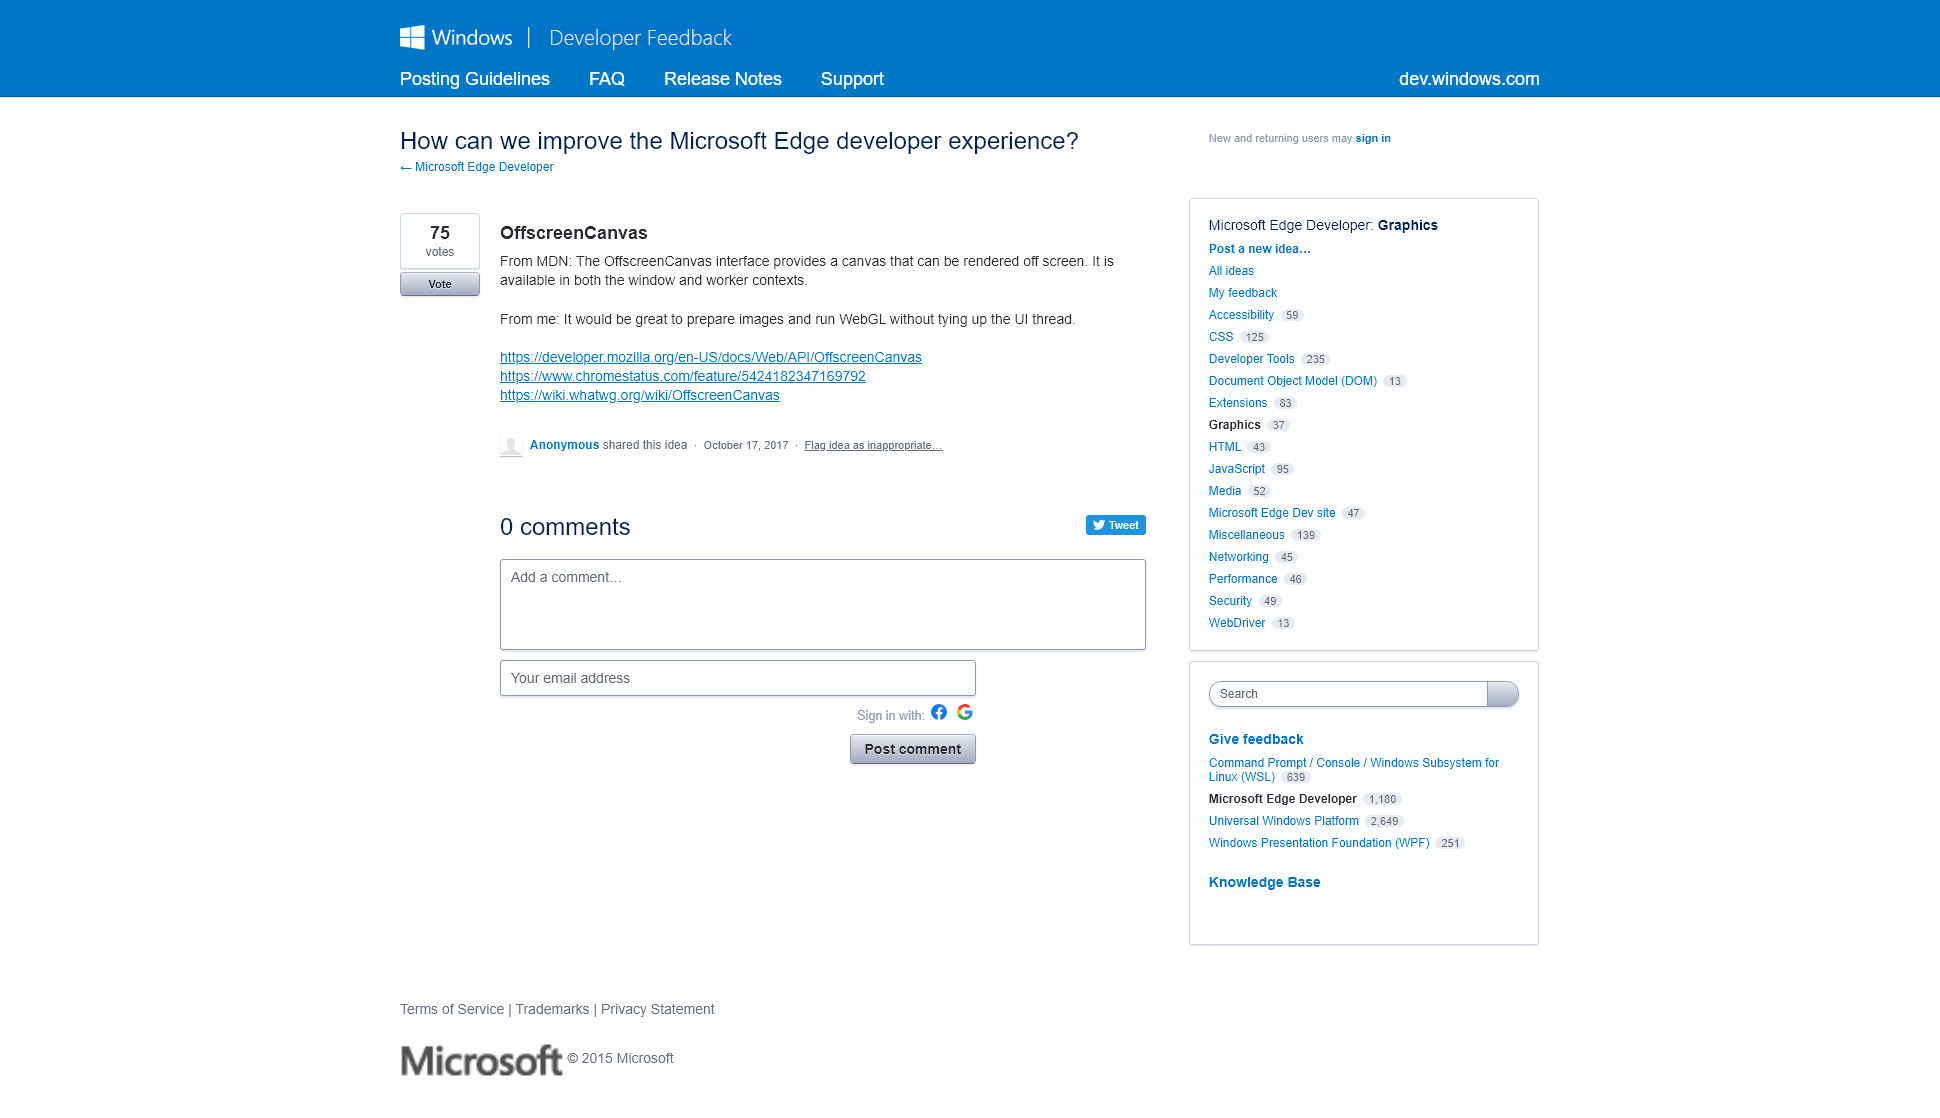 Windows | Developer Feedback
Posting Guidelines FAQ Release Notes Support dev.windows.com
How can we improve the Microsoft Edge developer experience?
← Microsoft Edge Developer
New and returning users may sign in
75
votes
Vote
OffscreenCanvas
From MDN: The OffscreenCanvas interface provides a canvas that can be rendered off screen. It is
available in both the window and worker contexts.
From me: It would be great to prepare images and run WebGL without tying up the UI thread.
https://developer.mozilla.org/en-US/docs/Web/API/OffscreenCanvas
https://www.chromestatus.com/feature/5424182347169792
https://wiki.whatwg.org/wiki/OffscreenCanvas
Anonymous shared this idea · October 17, 2017 · Flag idea as inappropriate…
0 comments
Tweet
Add a comment…
Your email address
Sign in with:
Post comment
Microsoft Edge Developer: Graphics
Post a new idea…
All ideas
My feedback
Accessibility 59
CSS 125
Developer Tools 235
Document Object Model (DOM) 13
Extensions 83
Graphics 37
HTML 43
JavaScript 95
Media 52
Microsoft Edge Dev site 47
Miscellaneous 139
Networking 45
Performance 46
Security 49
WebDriver 13
Search
Give feedback
Command Prompt / Console / Windows Subsystem for
Linux (WSL) 639
Microsoft Edge Developer 1,180
Universal Windows Platform 2,649
Windows Presentation Foundation (WPF) 251
Knowledge Base
Terms of Service | Trademarks | Privacy Statement
Microsoft © 2015 Microsoft